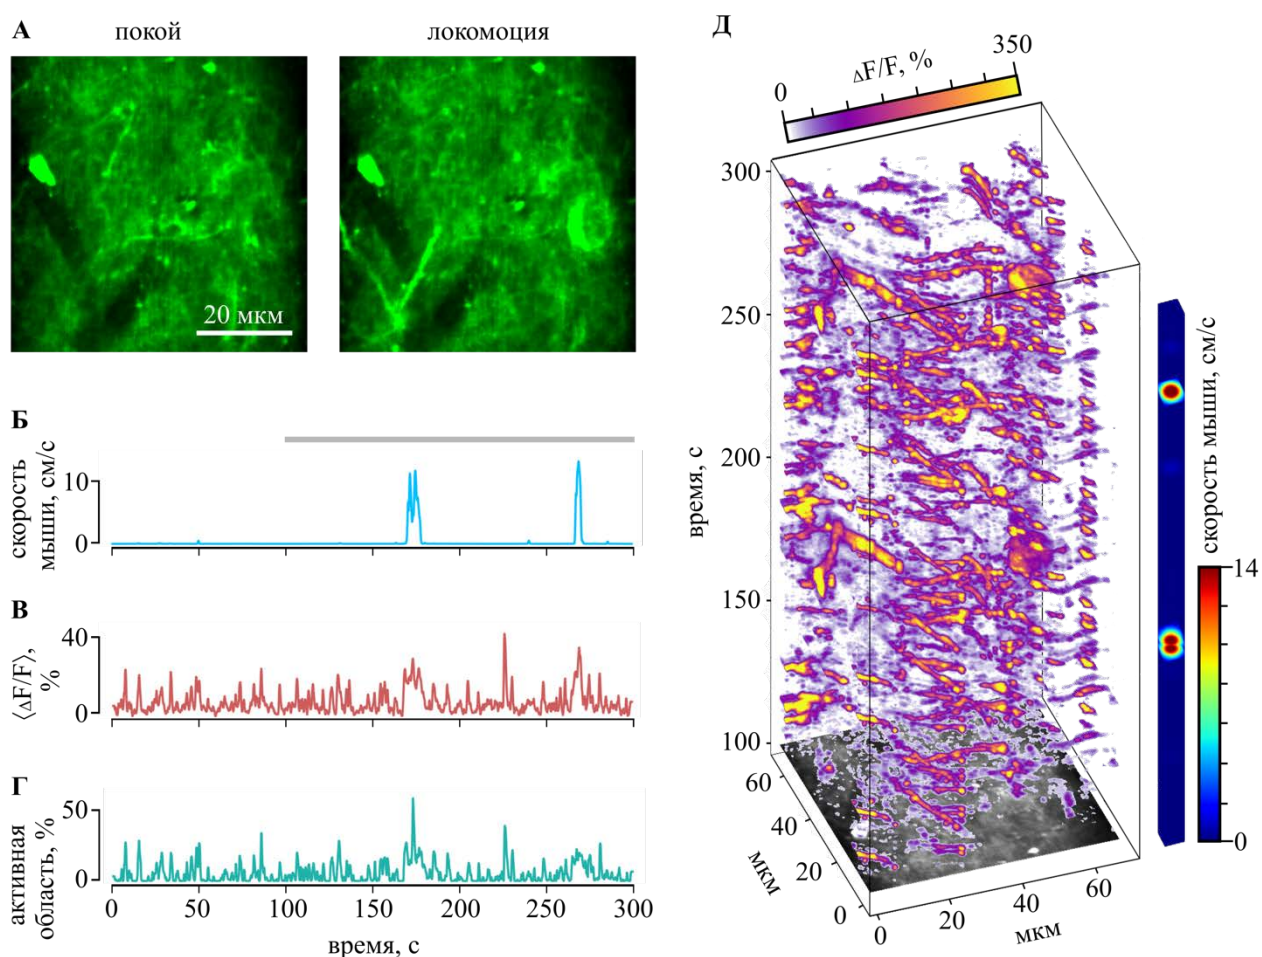 А
покой
локомоция
20 мкм
Б
скорость
мыши, см/с
10
0
В
⟨ΔF/F⟩,
%
40
0
Г
активная
область, %
50
0
0
50
100
150
200
250
300
время, с
Д
0
ΔF/F, %
350
300
250
200
150
100
время, с
60
40
20
0
мкм
0
20
40
60
мкм
скорость мыши, см/с
14
0